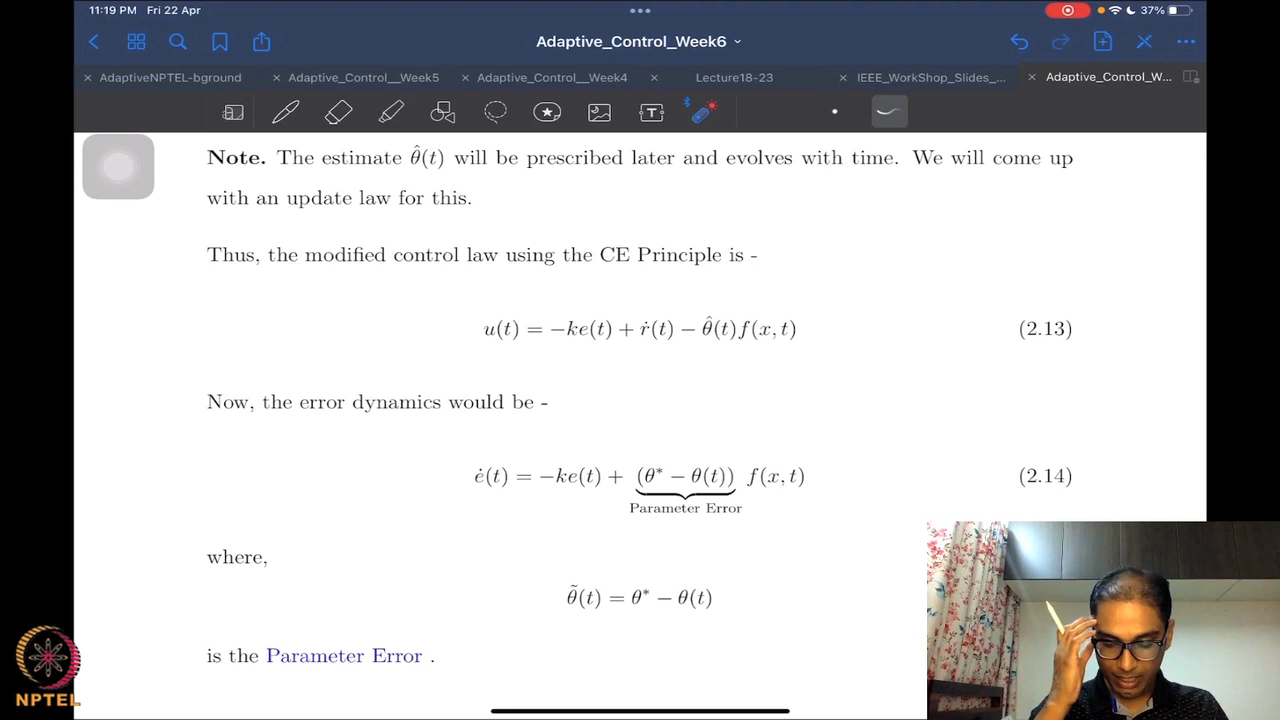 11:19 PM Fri 22 Apr
37%
Adaptive_Control_Week6
AdaptiveNPTEL-bground
Adaptive_Control__Week5
Adaptive_Control__Week4
Lecture18-23
IEEE_WorkShop_Slides_...
Adaptive_Control_W...
Note. The estimate θ̂(t) will be prescribed later and evolves with time. We will come up
with an update law for this.
Thus, the modified control law using the CE Principle is -
u(t) = −ke(t) + ṙ(t) − θ̂(t)f(x, t) (2.13)
Now, the error dynamics would be -
ė(t) = −ke(t) + (θ* − θ(t)) f(x, t) (2.14)
Parameter Error
where,
θ̃(t) = θ* − θ(t)
is the Parameter Error .
NPTEL